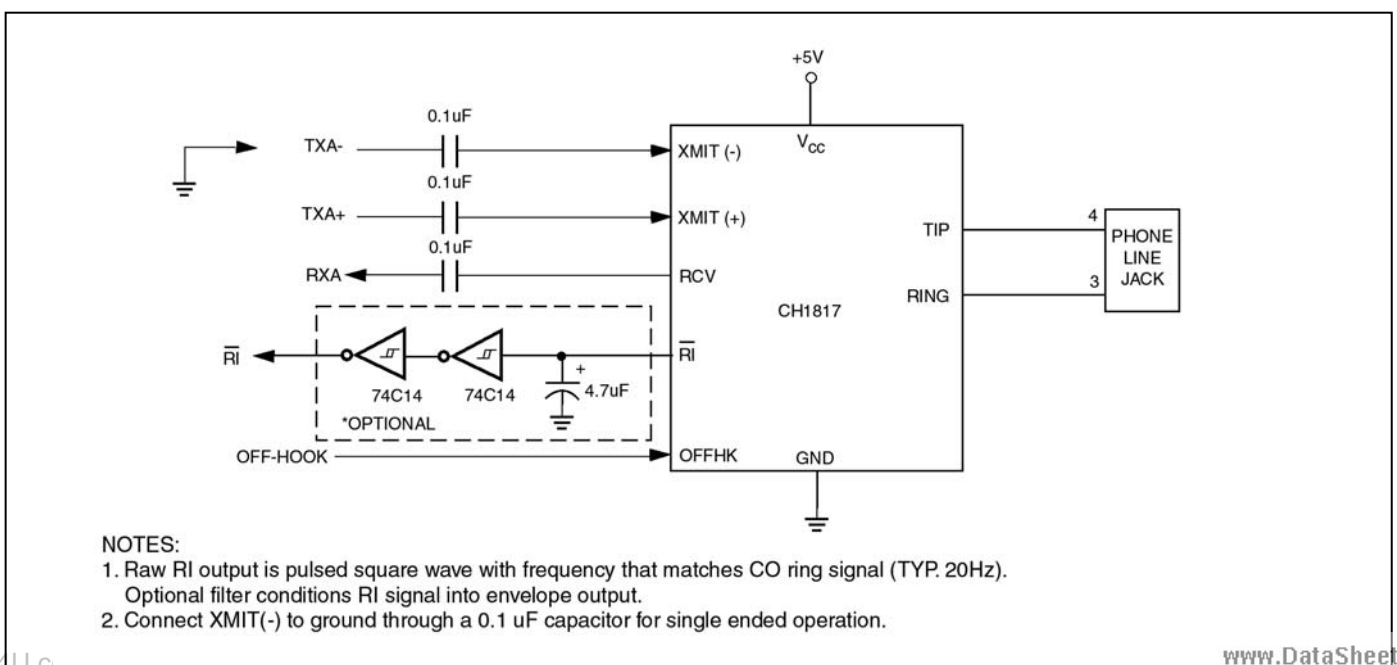 +5V
0.1uF
TXA-
XMIT (-)
VCC
0.1uF
TXA+
XMIT (+)
0.1uF
TIP
4
PHONE
LINE
JACK
RXA
RCV
RING
3
CH1817
RI
RI
+
4.7uF
74C14
74C14
*OPTIONAL
OFF-HOOK
OFFHK
GND
NOTES:
1. Raw RI output is pulsed square wave with frequency that matches CO ring signal (TYP. 20Hz).
Optional filter conditions RI signal into envelope output.
2. Connect XMIT(-) to ground through a 0.1 uF capacitor for single ended operation.
www.DataSheet